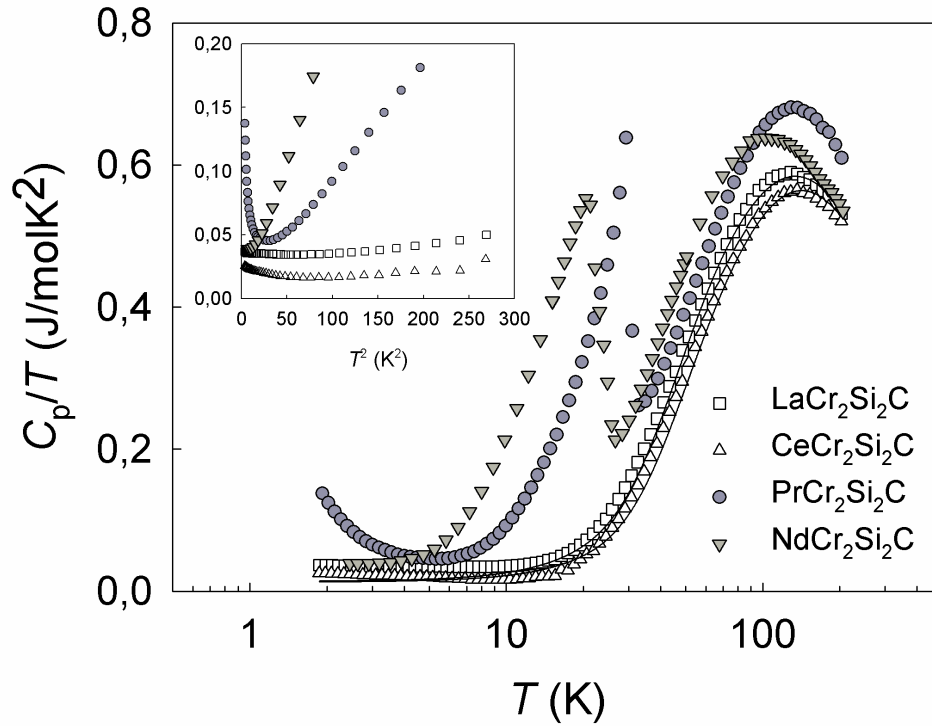 0,8
0,6
0,4
0,2
0,0
C_p/T (J/molK²)
0,20
0,15
0,10
0,05
0,00
0 50 100 150 200 250 300
T² (K²)
LaCr₂Si₂C
CeCr₂Si₂C
PrCr₂Si₂C
NdCr₂Si₂C
1 10 100
T (K)